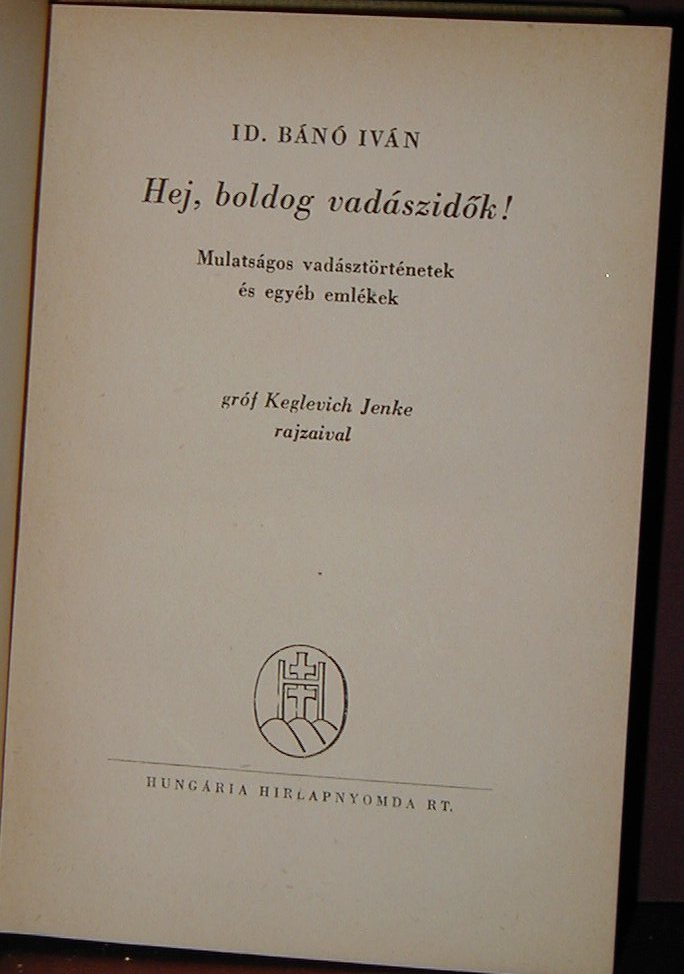 ID. BÁNÓ IVÁN
Hej, boldog vadászidők!
Mulatságos vadásztörténetek
és egyéb emlékek
gróf Keglevich Jenke
rajzaival
HUNGÁRIA HIRLAPNYOMDA RT.